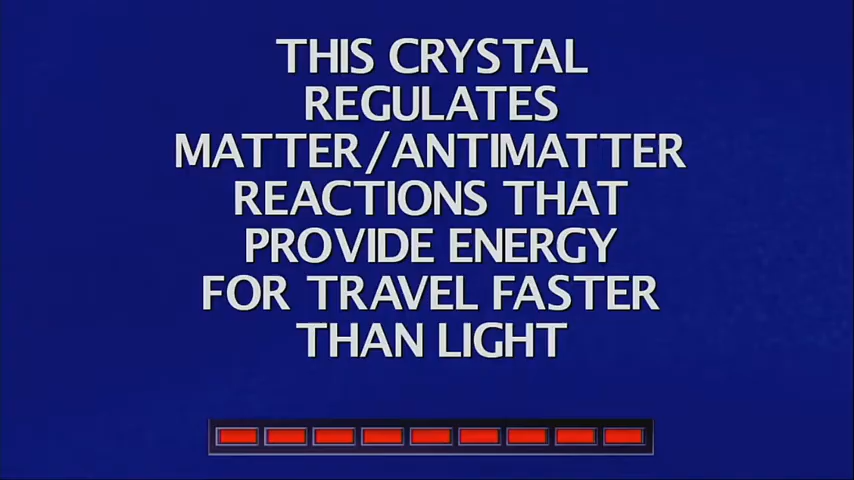 THIS CRYSTAL
REGULATES
MATTER/ANTIMATTER
REACTIONS THAT
PROVIDE ENERGY
FOR TRAVEL FASTER
THAN LIGHT